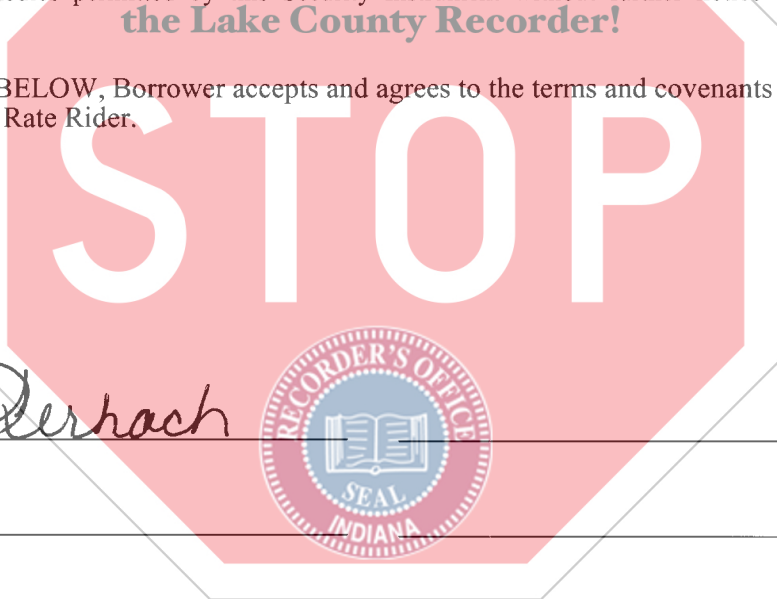 the Lake County Recorder!
BELOW, Borrower accepts and agrees to the terms and covenants
Rate Rider.
STOP
RECORDER'S OFFICE
SEAL
INDIANA